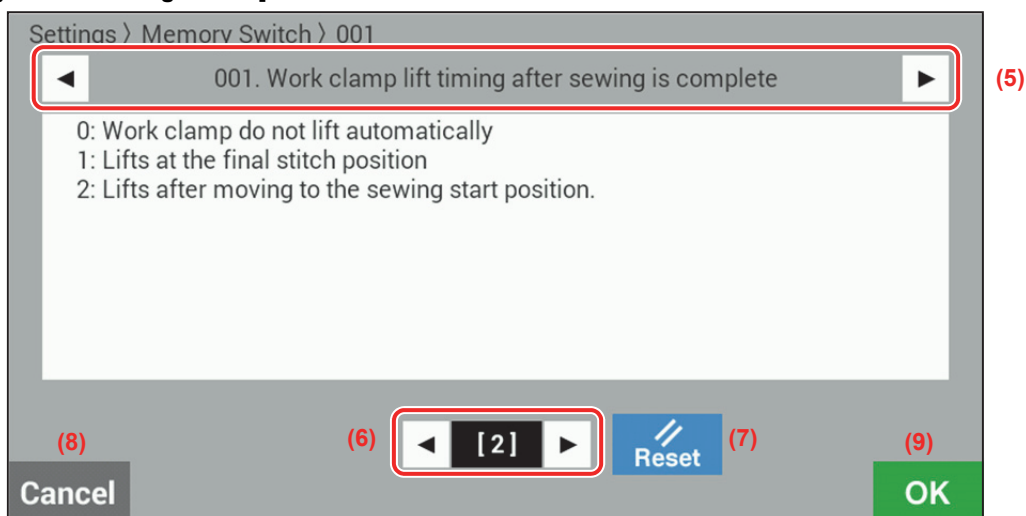 Settings 〉 Memory Switch 〉 001
◄ 001. Work clamp lift timing after sewing is complete ► (5)
0: Work clamp do not lift automatically
1: Lifts at the final stitch position
2: Lifts after moving to the sewing start position.
(8) (6) ◄ [ 2 ] ► Reset (7) (9)
Cancel OK